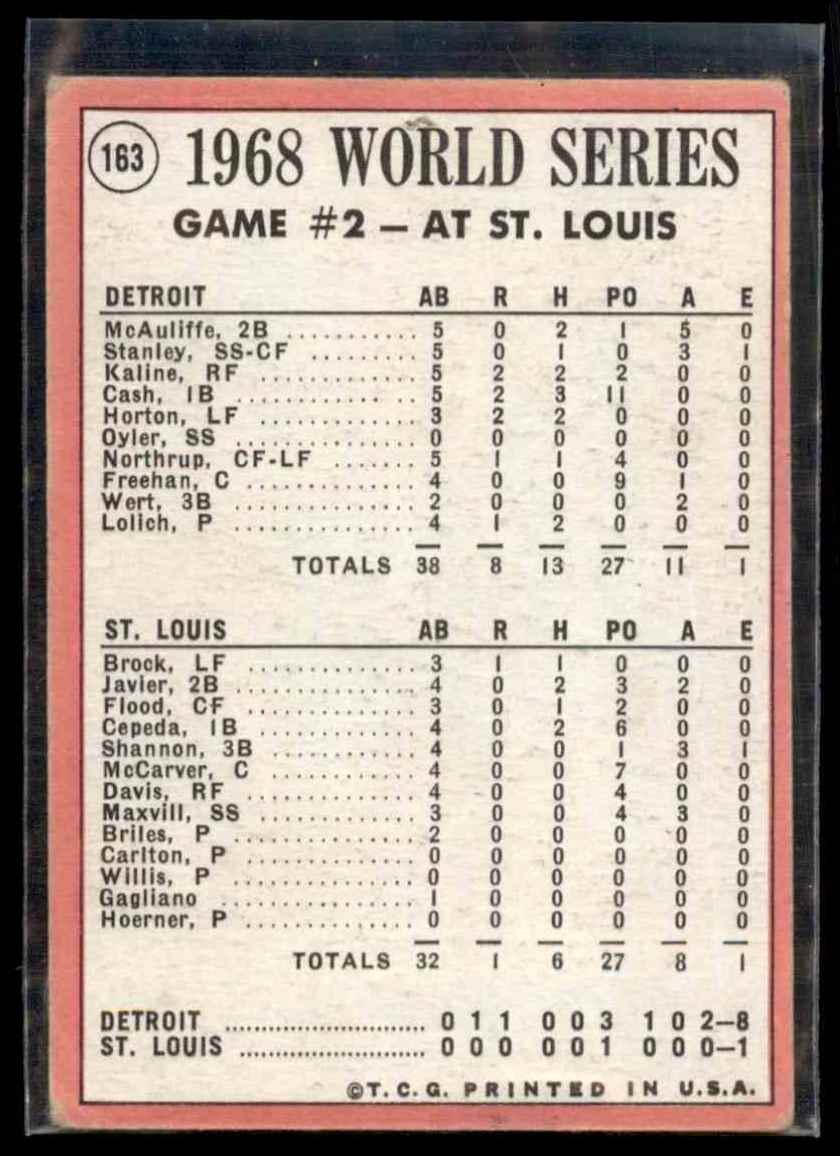 163 1968 WORLD SERIES
GAME #2 – AT ST. LOUIS
DETROIT AB R H PO A E
McAuliffe, 2B ........... 5 0 2 1 5 0
Stanley, SS-CF ......... 5 0 1 0 3 1
Kaline, RF ............. 5 2 2 2 0 0
Cash, 1B ............... 5 2 3 11 0 0
Horton, LF ............. 3 2 2 0 0 0
Oyler, SS .............. 0 0 0 0 0 0
Northrup, CF-LF ....... 5 1 1 4 0 0
Freehan, C ............. 4 0 0 9 1 0
Wert, 3B ............... 2 0 0 0 2 0
Lolich, P .............. 4 1 2 0 0 0
TOTALS 38 8 13 27 11 1
ST. LOUIS AB R H PO A E
Brock, LF .............. 3 1 1 0 0 0
Javier, 2B ............. 4 0 2 3 2 0
Flood, CF .............. 3 0 1 2 0 0
Cepeda, 1B ............. 4 0 2 6 0 0
Shannon, 3B ............ 4 0 0 1 3 1
McCarver, C ............ 4 0 0 7 0 0
Davis, RF .............. 4 0 0 4 0 0
Maxvill, SS ............ 3 0 0 4 3 0
Briles, P .............. 2 0 0 0 0 0
Carlton, P ............. 0 0 0 0 0 0
Willis, P .............. 0 0 0 0 0 0
Gagliano ............... 1 0 0 0 0 0
Hoerner, P ............. 0 0 0 0 0 0
TOTALS 32 1 6 27 8 1
DETROIT ............................ 0 1 1 0 0 3 1 0 2–8
ST. LOUIS .......................... 0 0 0 0 0 1 0 0 0–1
©T.C.G. PRINTED IN U.S.A.